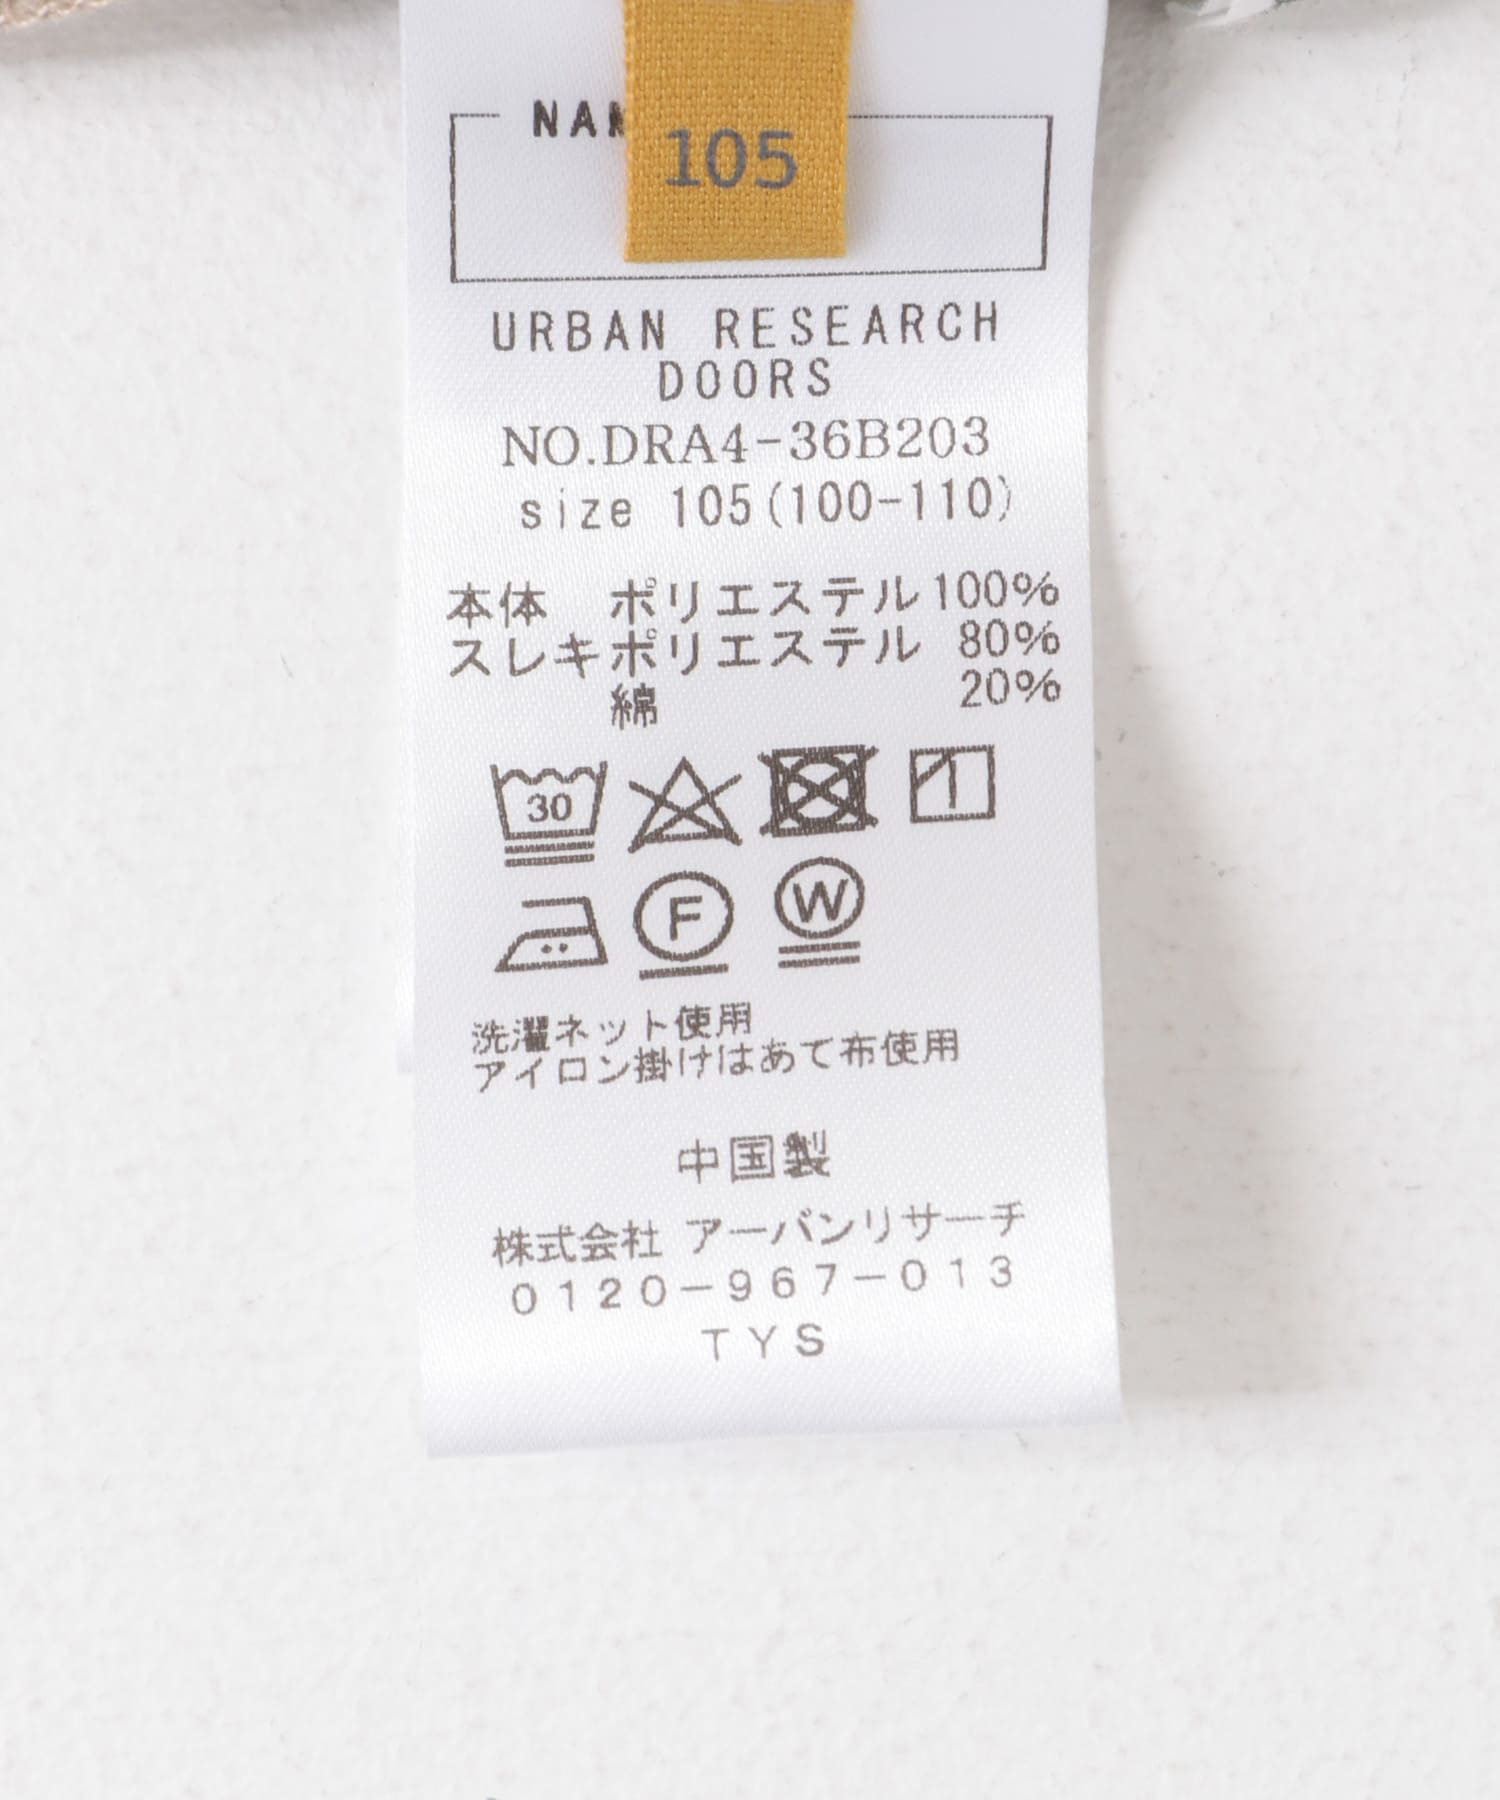 105
URBAN RESEARCH
DOORS
NO.DRA4-36B203
size 105(100-110)
本体 ポリエステル100%
スレキポリエステル 80%
綿 20%
30
F W
洗濯ネット使用
アイロン掛けはあて布使用
中国製
株式会社 アーバンリサーチ
0120-967-013
TYS